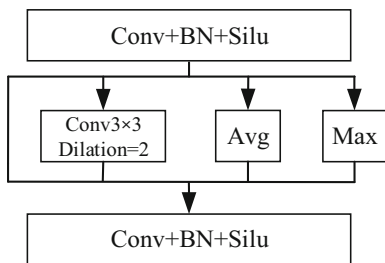 Conv+BN+Silu
Conv3×3
Dilation=2
Avg
Max
Conv+BN+Silu